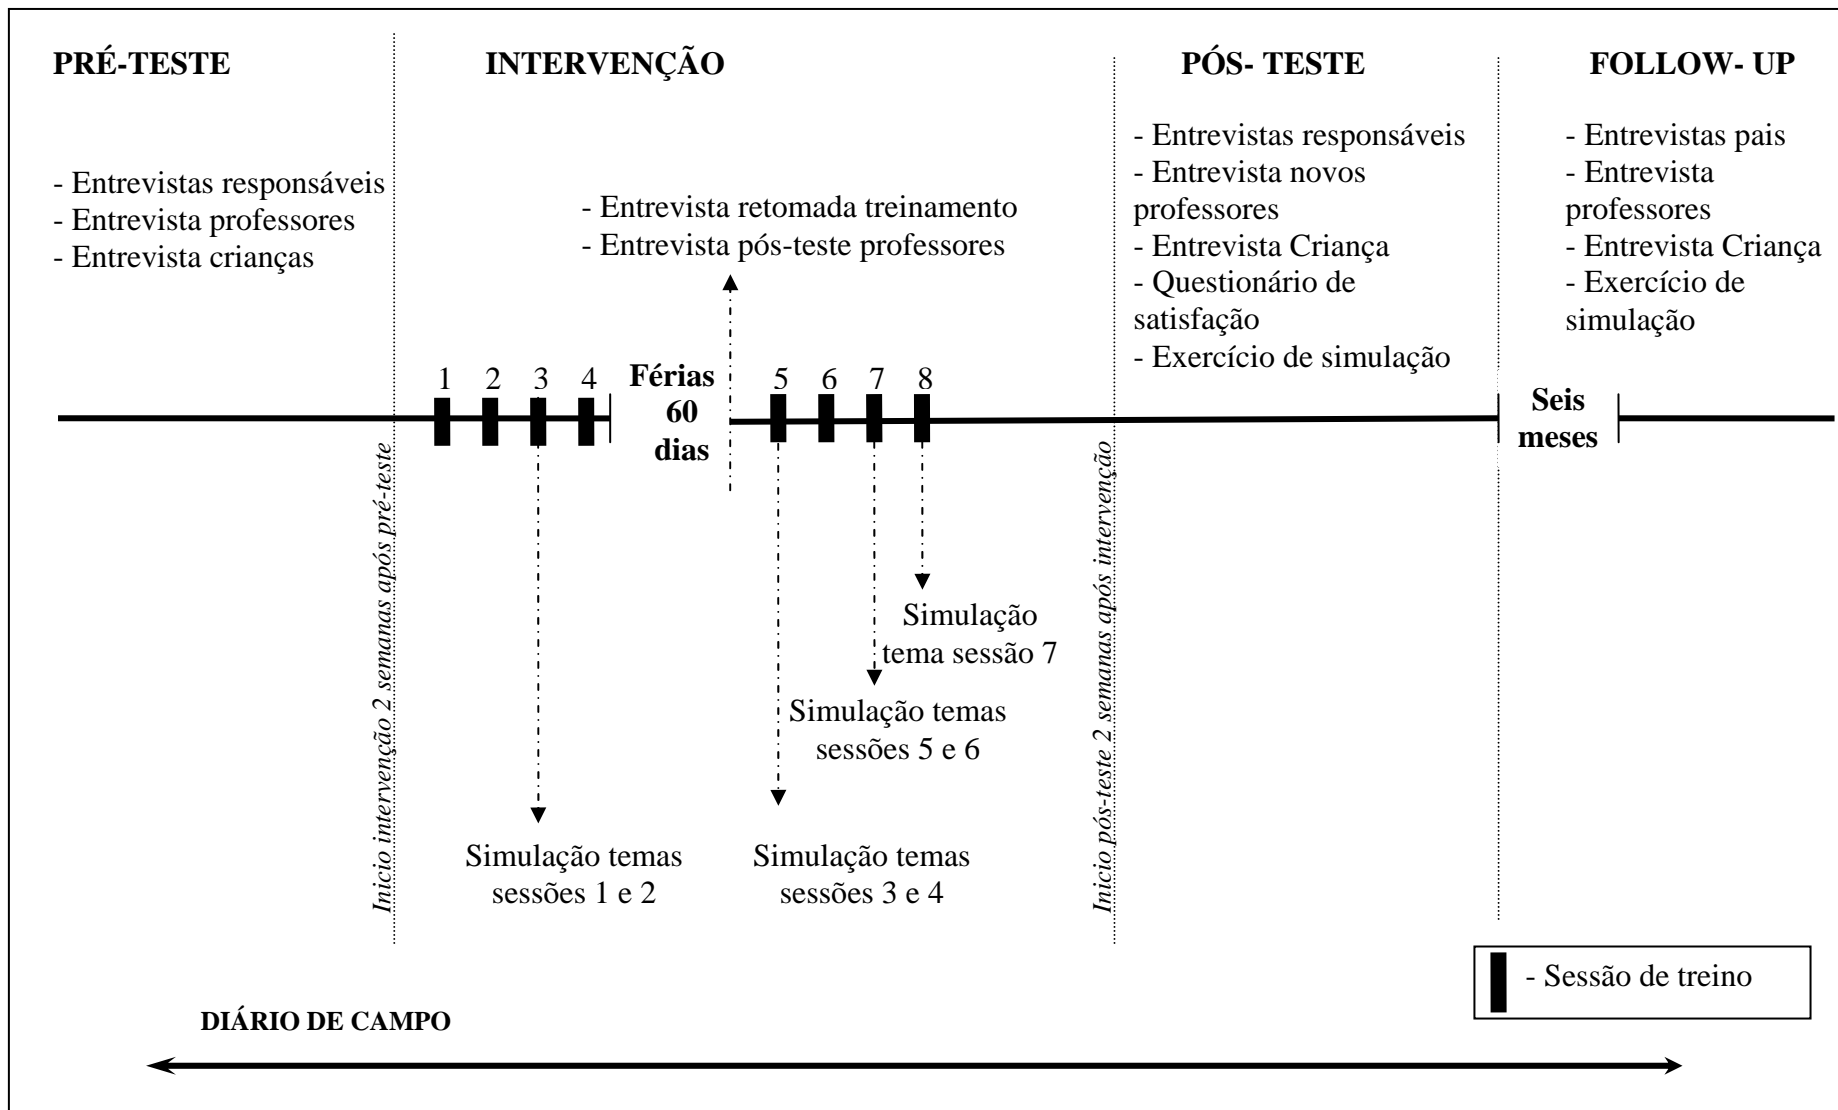 PRÉ-TESTE
- Entrevistas responsáveis
- Entrevista professores
- Entrevista crianças
INTERVENÇÃO
- Entrevista retomada treinamento
- Entrevista pós-teste professores
PÓS- TESTE
- Entrevistas responsáveis
- Entrevista novos
professores
- Entrevista Criança
- Questionário de
satisfação
- Exercício de simulação
FOLLOW- UP
- Entrevistas pais
- Entrevista
professores
- Entrevista Criança
- Exercício de
simulação
1 2 3 4
Férias
60
dias
5 6 7 8
Seis
meses
Inicio intervenção 2 semanas após pré-teste
Inicio pós-teste 2 semanas após intervenção
Simulação
tema sessão 7
Simulação temas
sessões 5 e 6
Simulação temas
sessões 1 e 2
Simulação temas
sessões 3 e 4
- Sessão de treino
DIÁRIO DE CAMPO